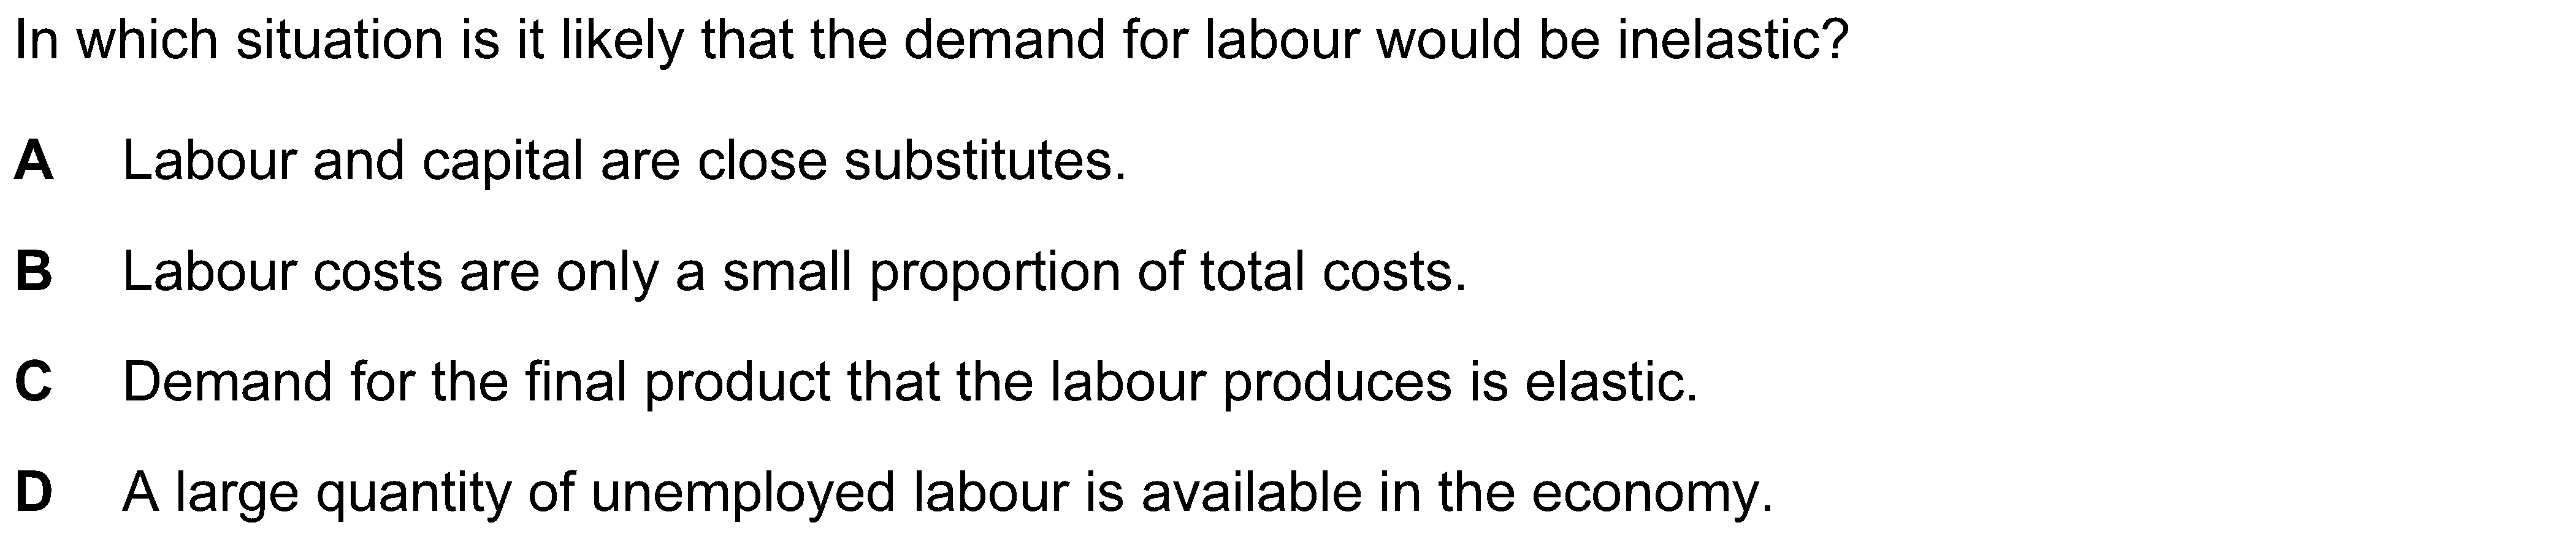 In which situation is it likely that the demand for labour would be inelastic?
A Labour and capital are close substitutes.
B Labour costs are only a small proportion of total costs.
C Demand for the final product that the labour produces is elastic.
D A large quantity of unemployed labour is available in the economy.